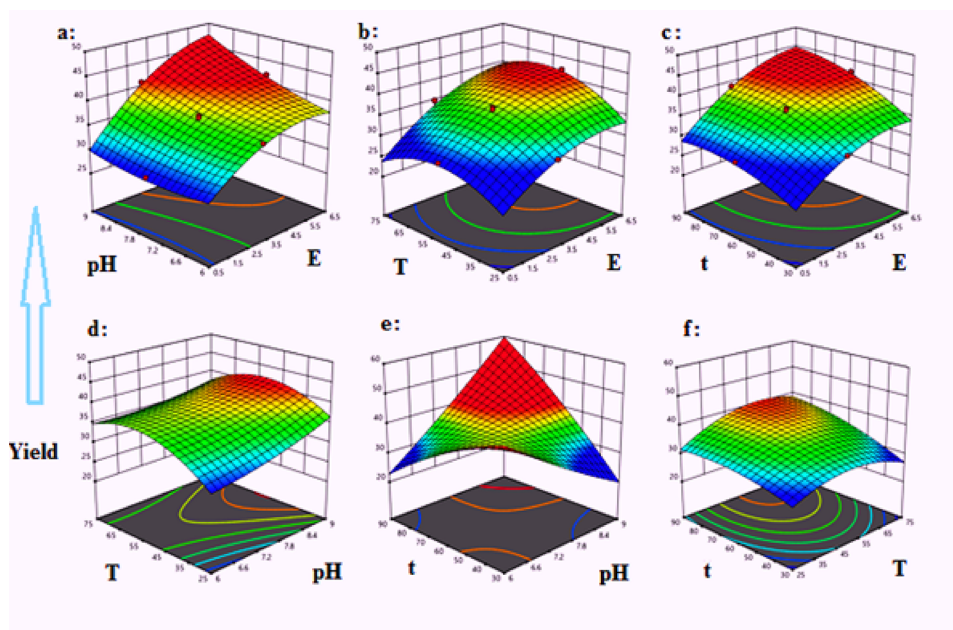 a: b: c:
50 45 40 35 30 25
50 45 40 35 30 25 20
50 45 40 35 30 25 20
9 8.4 7.8 7.2 6.6 6 0.5 1.5 2.5 3.5 4.5 5.5 6.5
75 65 55 45 35 25 0.5 1.5 2.5 3.5 4.5 5.5 6.5
90 80 70 60 50 40 30 0.5 1.5 2.5 3.5 4.5 5.5 6.5
pH E T E t E
d: e: f:
50 45 40 35 30 25 20
60 50 40 30 20
60 50 40 30 20
Yield
75 65 55 45 35 25 6 6.6 7.2 7.8 8.4 9
90 80 70 60 50 40 30 6 6.6 7.2 7.8 8.4 9
90 80 70 60 50 40 30 25 35 45 55 65 75
T pH t pH t T